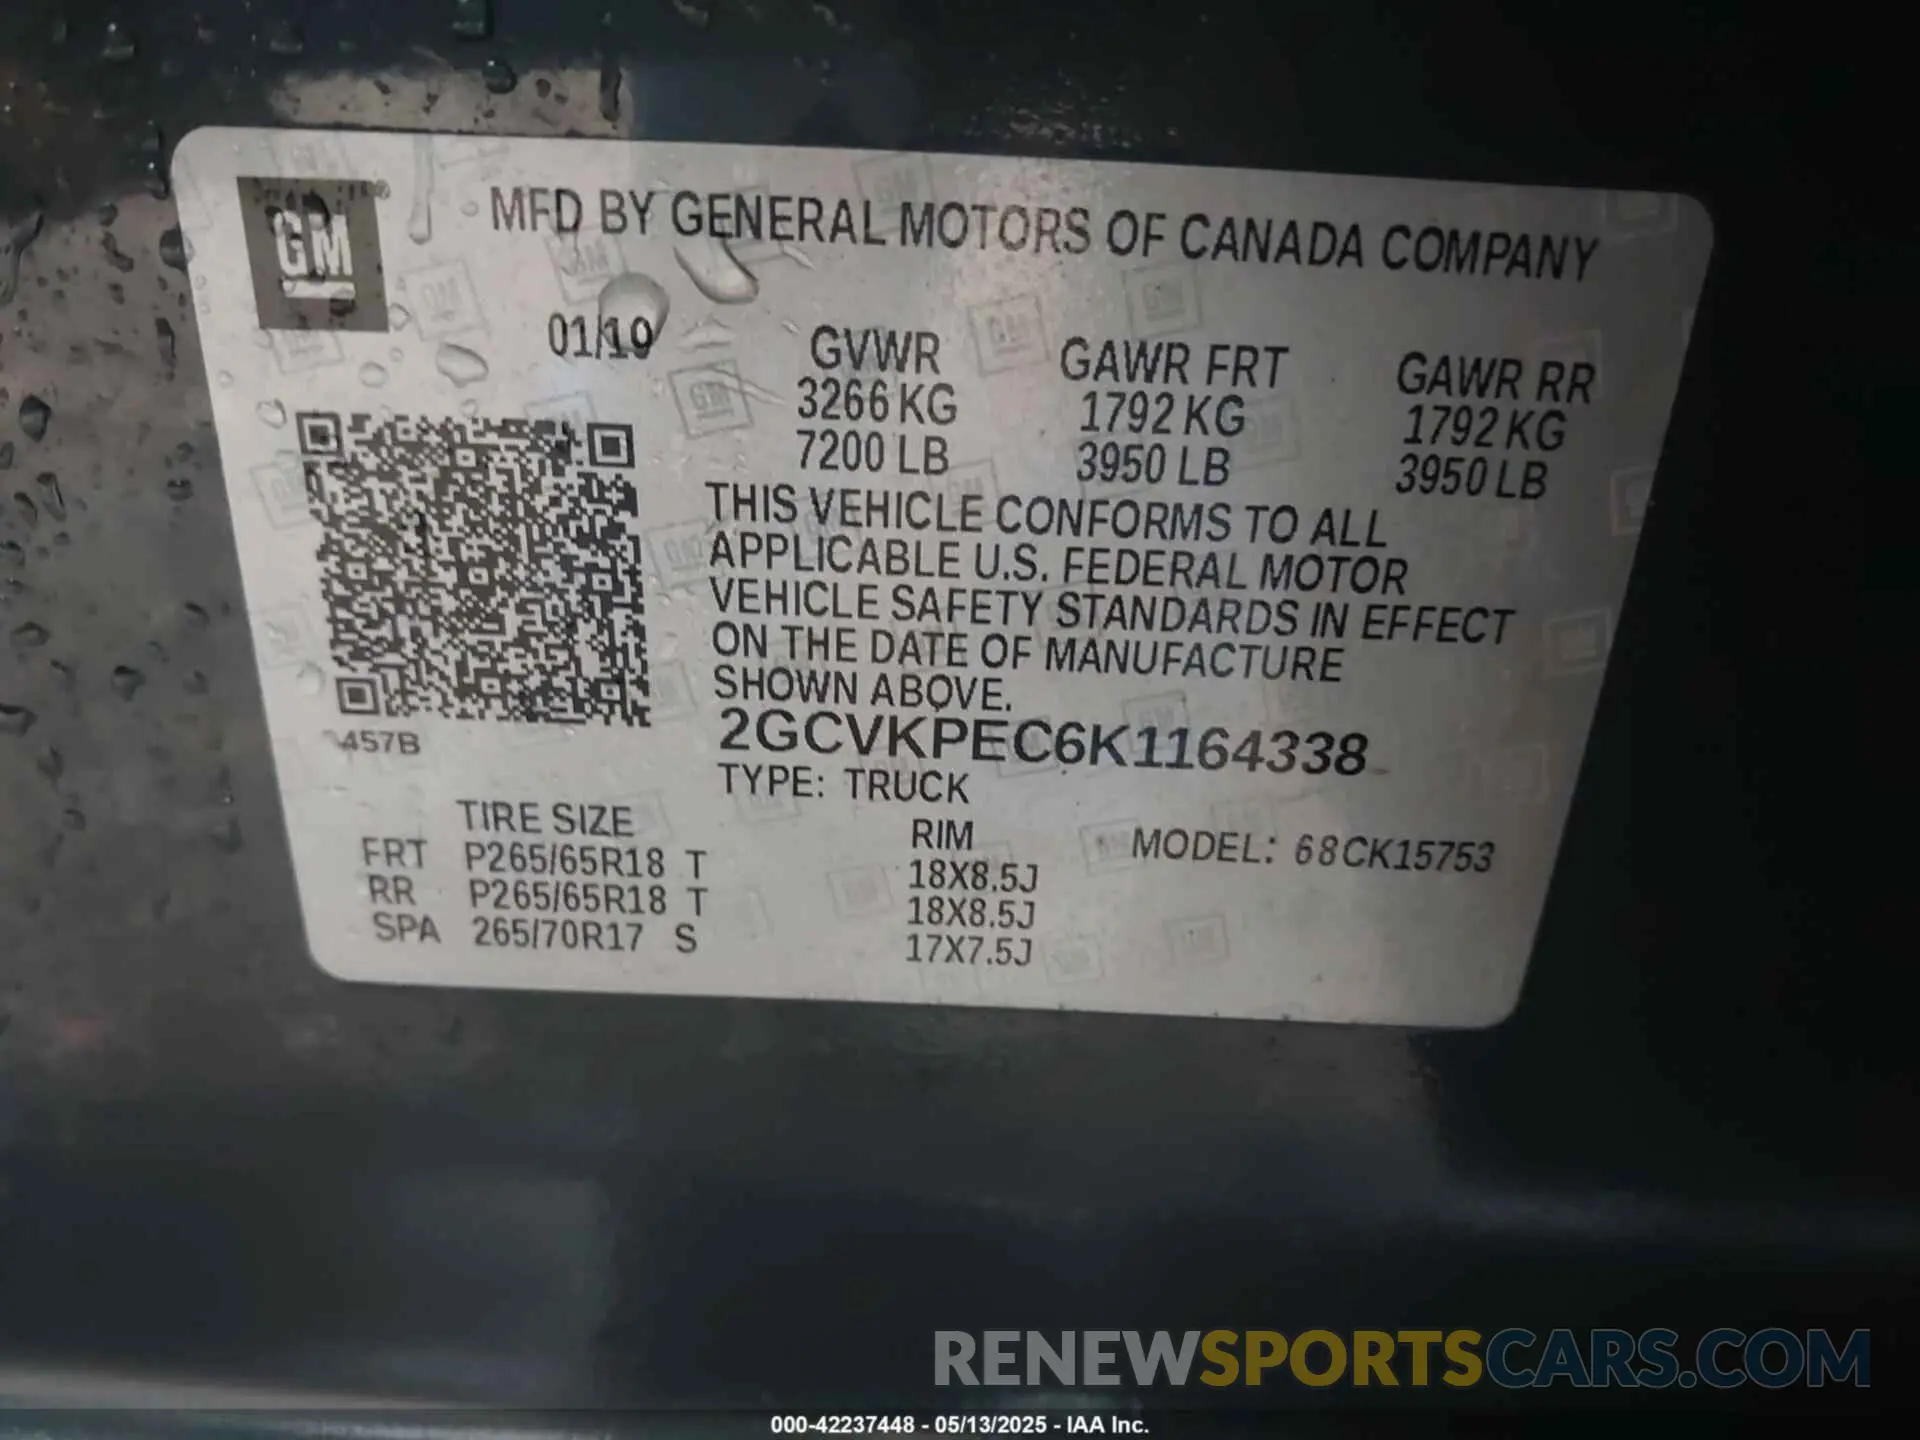 GM ®
MFD BY GENERAL MOTORS OF CANADA COMPANY
01/19
GVWR GAWR FRT GAWR RR
3266 KG 1792 KG 1792 KG
7200 LB 3950 LB 3950 LB
THIS VEHICLE CONFORMS TO ALL
APPLICABLE U.S. FEDERAL MOTOR
VEHICLE SAFETY STANDARDS IN EFFECT
ON THE DATE OF MANUFACTURE
SHOWN ABOVE.
2GCVKPEC6K1164338
457B
TYPE: TRUCK
TIRE SIZE RIM MODEL: 68CK15753
FRT P265/65R18 T 18X8.5J
RR P265/65R18 T 18X8.5J
SPA 265/70R17 S 17X7.5J
RENEWSPORTSCARS.COM
000-42237448 - 05/13/2025 - IAA Inc.